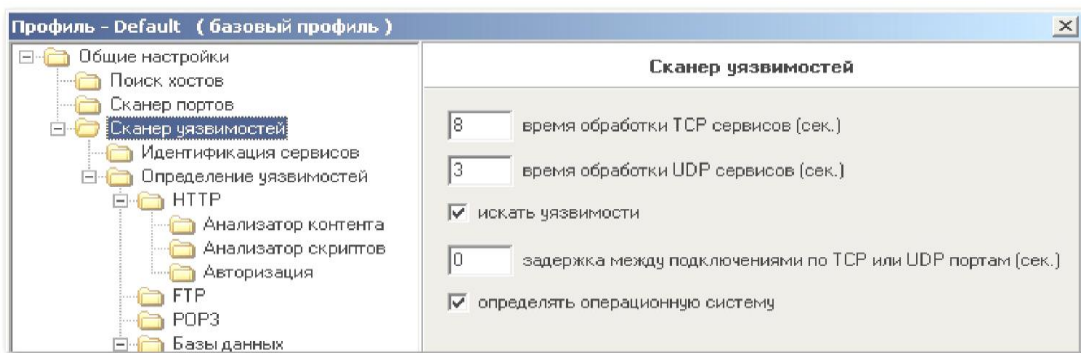 Профиль - Default ( базовый профиль )
Общие настройки
Поиск хостов
Сканер портов
Сканер уязвимостей
Идентификация сервисов
Определение уязвимостей
HTTP
Анализатор контента
Анализатор скриптов
Авторизация
FTP
POP3
Базы данных
Сканер уязвимостей
8 время обработки TCP сервисов (сек.)
3 время обработки UDP сервисов (сек.)
искать уязвимости
0 задержка между подключениями по TCP или UDP портам (сек.)
определять операционную систему